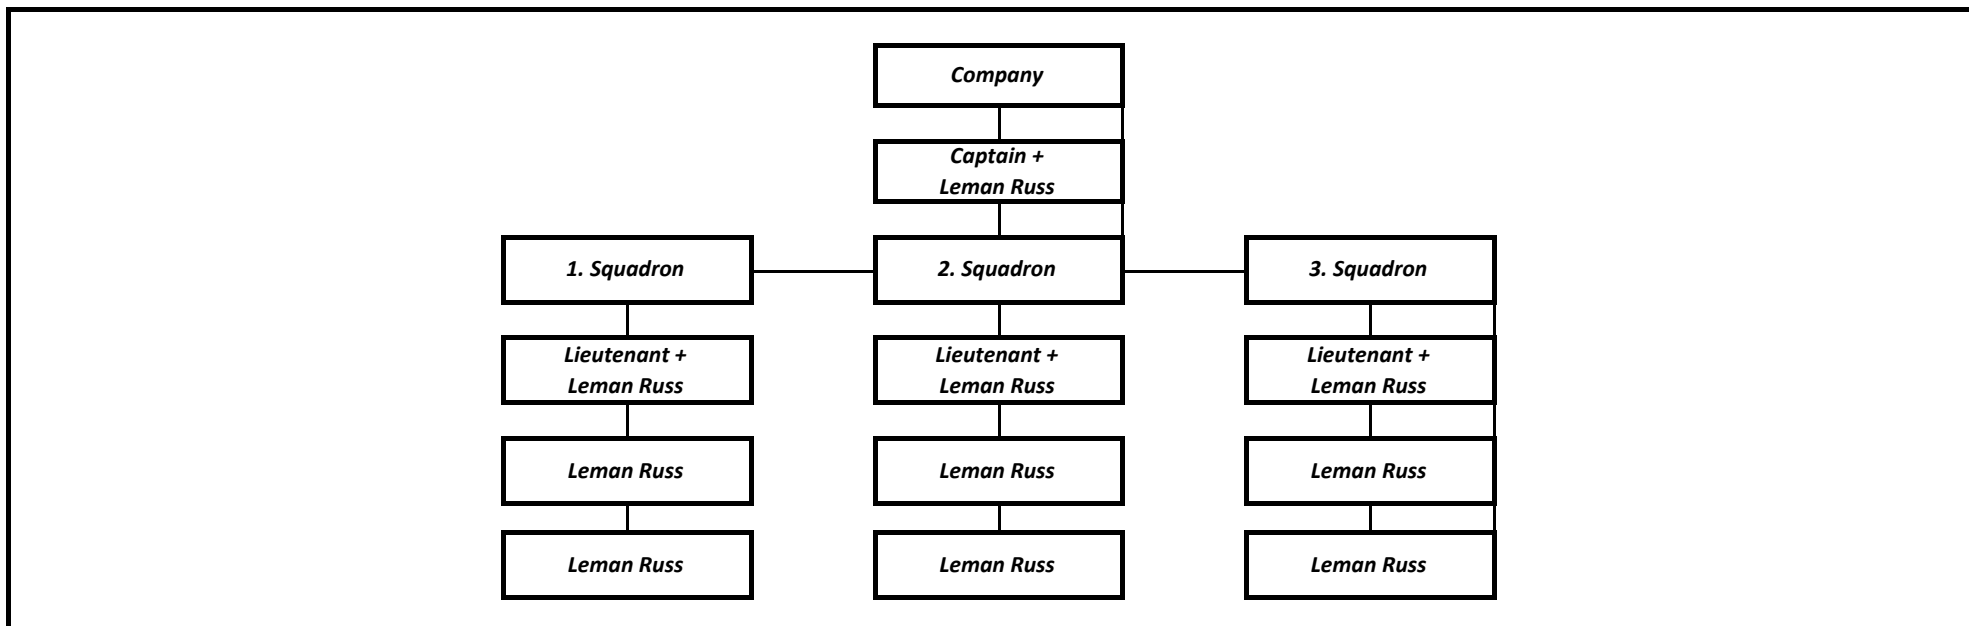 Company
Captain +
Leman Russ
1. Squadron
2. Squadron
3. Squadron
Lieutenant +
Leman Russ
Lieutenant +
Leman Russ
Lieutenant +
Leman Russ
Leman Russ
Leman Russ
Leman Russ
Leman Russ
Leman Russ
Leman Russ